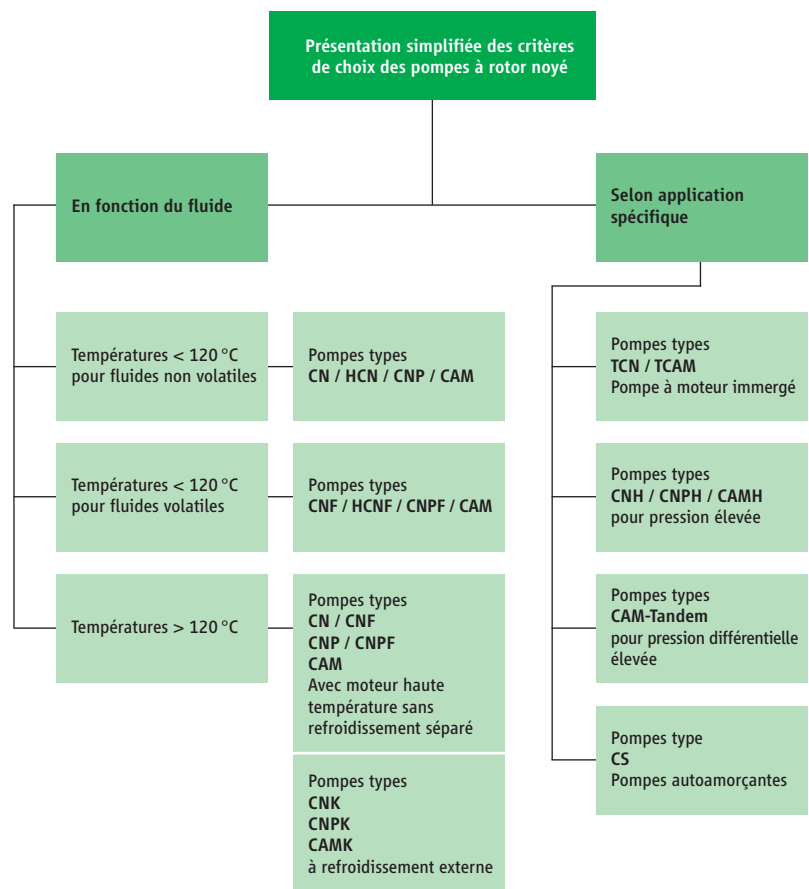 Présentation simplifiée des critères
de choix des pompes à rotor noyé
En fonction du fluide
Selon application
spécifique
Températures < 120 °C
pour fluides non volatiles
Pompes types
CN / HCN / CNP / CAM
Températures < 120 °C
pour fluides volatiles
Pompes types
CNF / HCNF / CNPF / CAM
Températures > 120 °C
Pompes types
CN / CNF
CNP / CNPF
CAM
Avec moteur haute
température sans
refroidissement séparé
Pompes types
CNK
CNPK
CAMK
à refroidissement externe
Pompes types
TCN / TCAM
Pompe à moteur immergé
Pompes types
CNH / CNPH / CAMH
pour pression élevée
Pompes types
CAM-Tandem
pour pression différentielle
élevée
Pompes type
CS
Pompes autoamorçantes